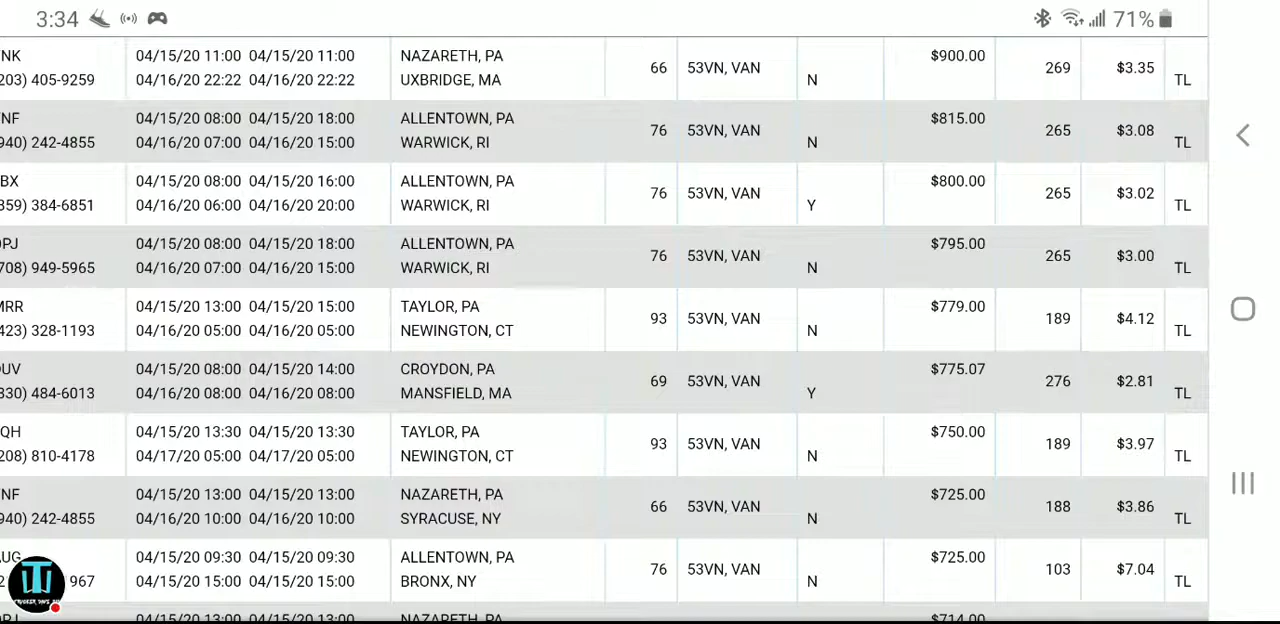 3:34 71%
NK 04/15/20 11:00 04/15/20 11:00 NAZARETH, PA 66 53VN, VAN $900.00 269 $3.35
203) 405-9259 04/16/20 22:22 04/16/20 22:22 UXBRIDGE, MA N TL
NF 04/15/20 08:00 04/15/20 18:00 ALLENTOWN, PA 76 53VN, VAN $815.00 265 $3.08
940) 242-4855 04/16/20 07:00 04/16/20 15:00 WARWICK, RI N TL
BX 04/15/20 08:00 04/15/20 16:00 ALLENTOWN, PA 76 53VN, VAN $800.00 265 $3.02
859) 384-6851 04/16/20 06:00 04/16/20 20:00 WARWICK, RI Y TL
PJ 04/15/20 08:00 04/15/20 18:00 ALLENTOWN, PA 76 53VN, VAN $795.00 265 $3.00
708) 949-5965 04/16/20 07:00 04/16/20 15:00 WARWICK, RI N TL
MRR 04/15/20 13:00 04/15/20 15:00 TAYLOR, PA 93 53VN, VAN $779.00 189 $4.12
423) 328-1193 04/16/20 05:00 04/16/20 05:00 NEWINGTON, CT N TL
UV 04/15/20 08:00 04/15/20 14:00 CROYDON, PA 69 53VN, VAN $775.07 276 $2.81
330) 484-6013 04/16/20 08:00 04/16/20 08:00 MANSFIELD, MA Y TL
QH 04/15/20 13:30 04/15/20 13:30 TAYLOR, PA 93 53VN, VAN $750.00 189 $3.97
208) 810-4178 04/17/20 05:00 04/17/20 05:00 NEWINGTON, CT N TL
NF 04/15/20 13:00 04/15/20 13:00 NAZARETH, PA 66 53VN, VAN $725.00 188 $3.86
940) 242-4855 04/16/20 10:00 04/16/20 10:00 SYRACUSE, NY N TL
UG 04/15/20 09:30 04/15/20 09:30 ALLENTOWN, PA 76 53VN, VAN $725.00 103 $7.04
967 04/15/20 15:00 04/15/20 15:00 BRONX, NY N TL
04/15/20 13:00 04/15/20 13:00 NAZARETH, PA $714.00